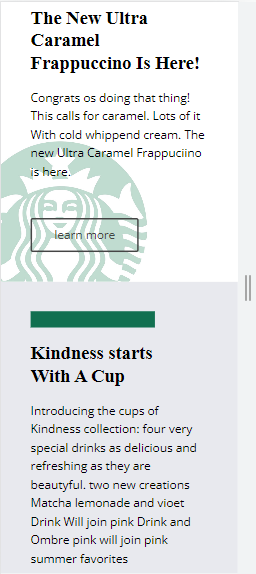 The New Ultra
Caramel
Frappuccino Is Here!
Congrats os doing that thing!
This calls for caramel. Lots of it
With cold whippend cream. The
new Ultra Caramel Frappuciino
is here.
learn more
Kindness starts
With A Cup
Introducing the cups of
Kindness collection: four very
special drinks as delicious and
refreshing as they are
beautyful. two new creations
Matcha lemonade and vioet
Drink Will join pink Drink and
Ombre pink will join pink
summer favorites